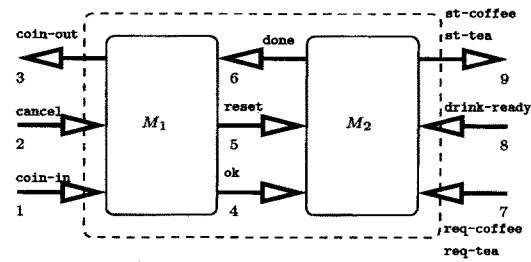 st-coffee
coin-out
done
st-tea
3
6
9
cancel
reset
drink-ready
M1
M2
2
5
8
coin-in
ok
1
4
7
req-coffee
req-tea